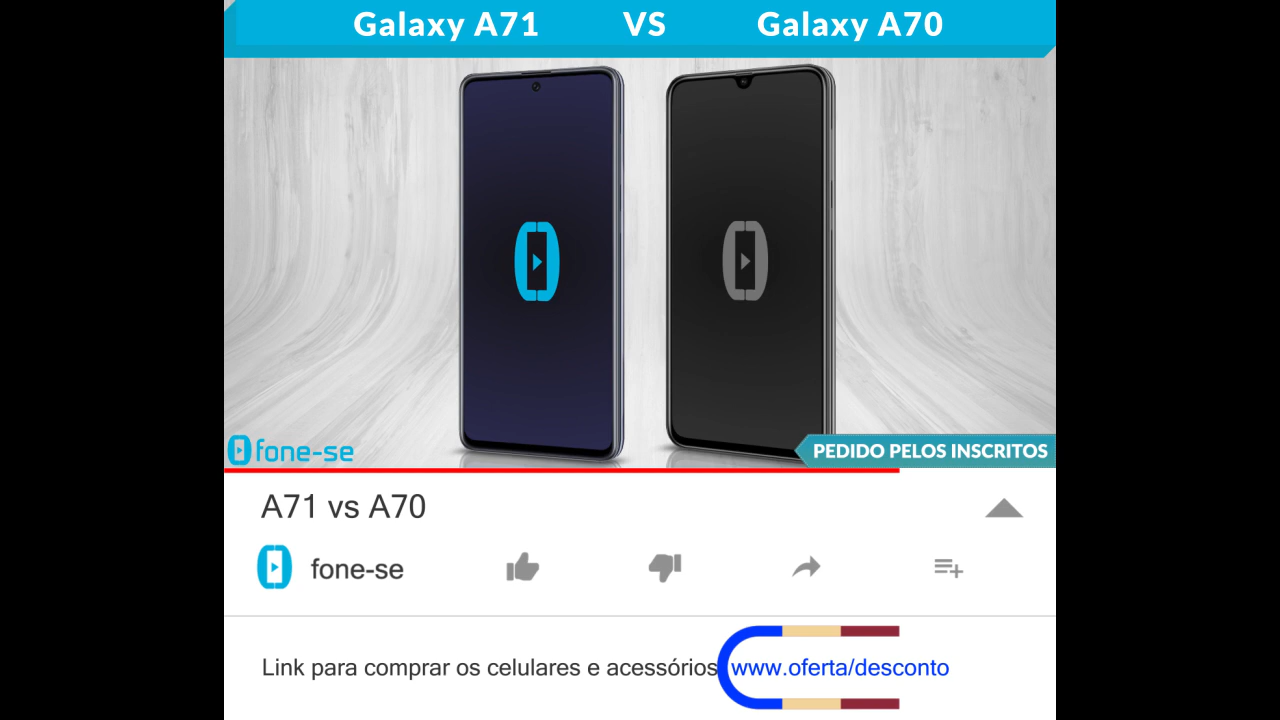 Galaxy A71 VS Galaxy A70
fone-se
PEDIDO PELOS INSCRITOS
A71 vs A70
fone-se
Link para comprar os celulares e acessórios www.oferta/desconto